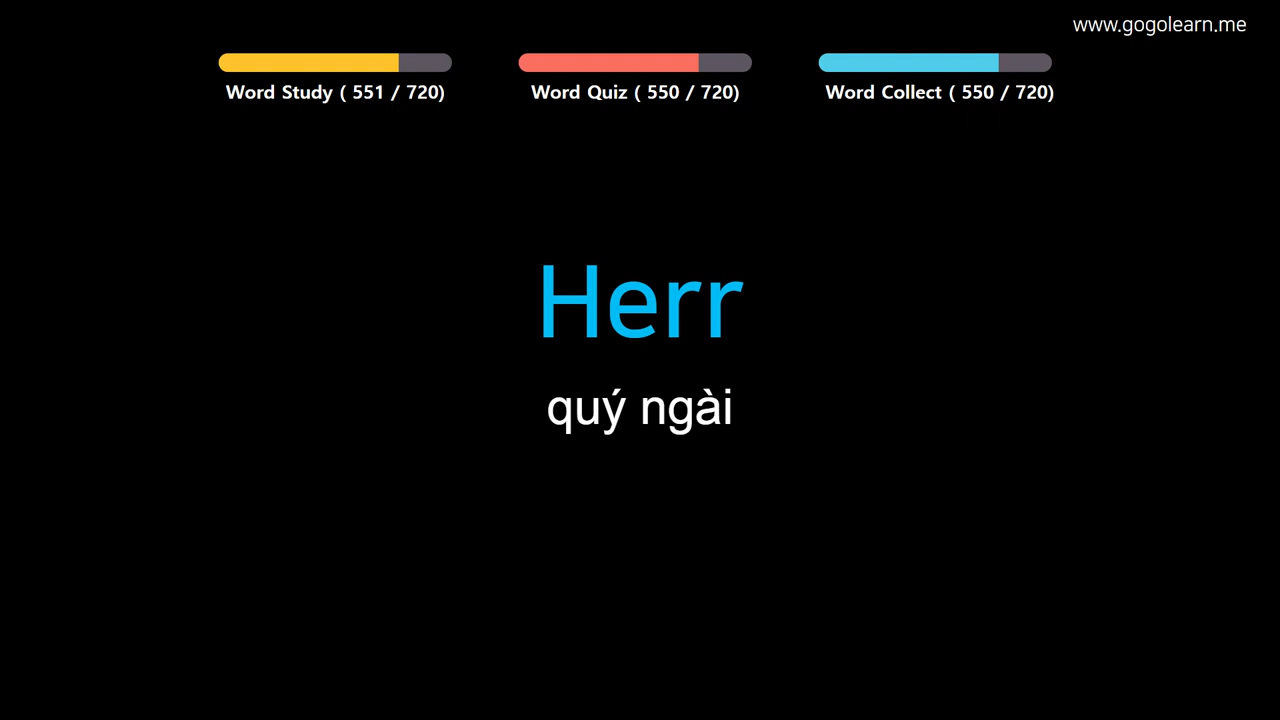 www.gogolearn.me
Word Study ( 551 / 720)
Word Quiz ( 550 / 720)
Word Collect ( 550 / 720)
Herr
quý ngài